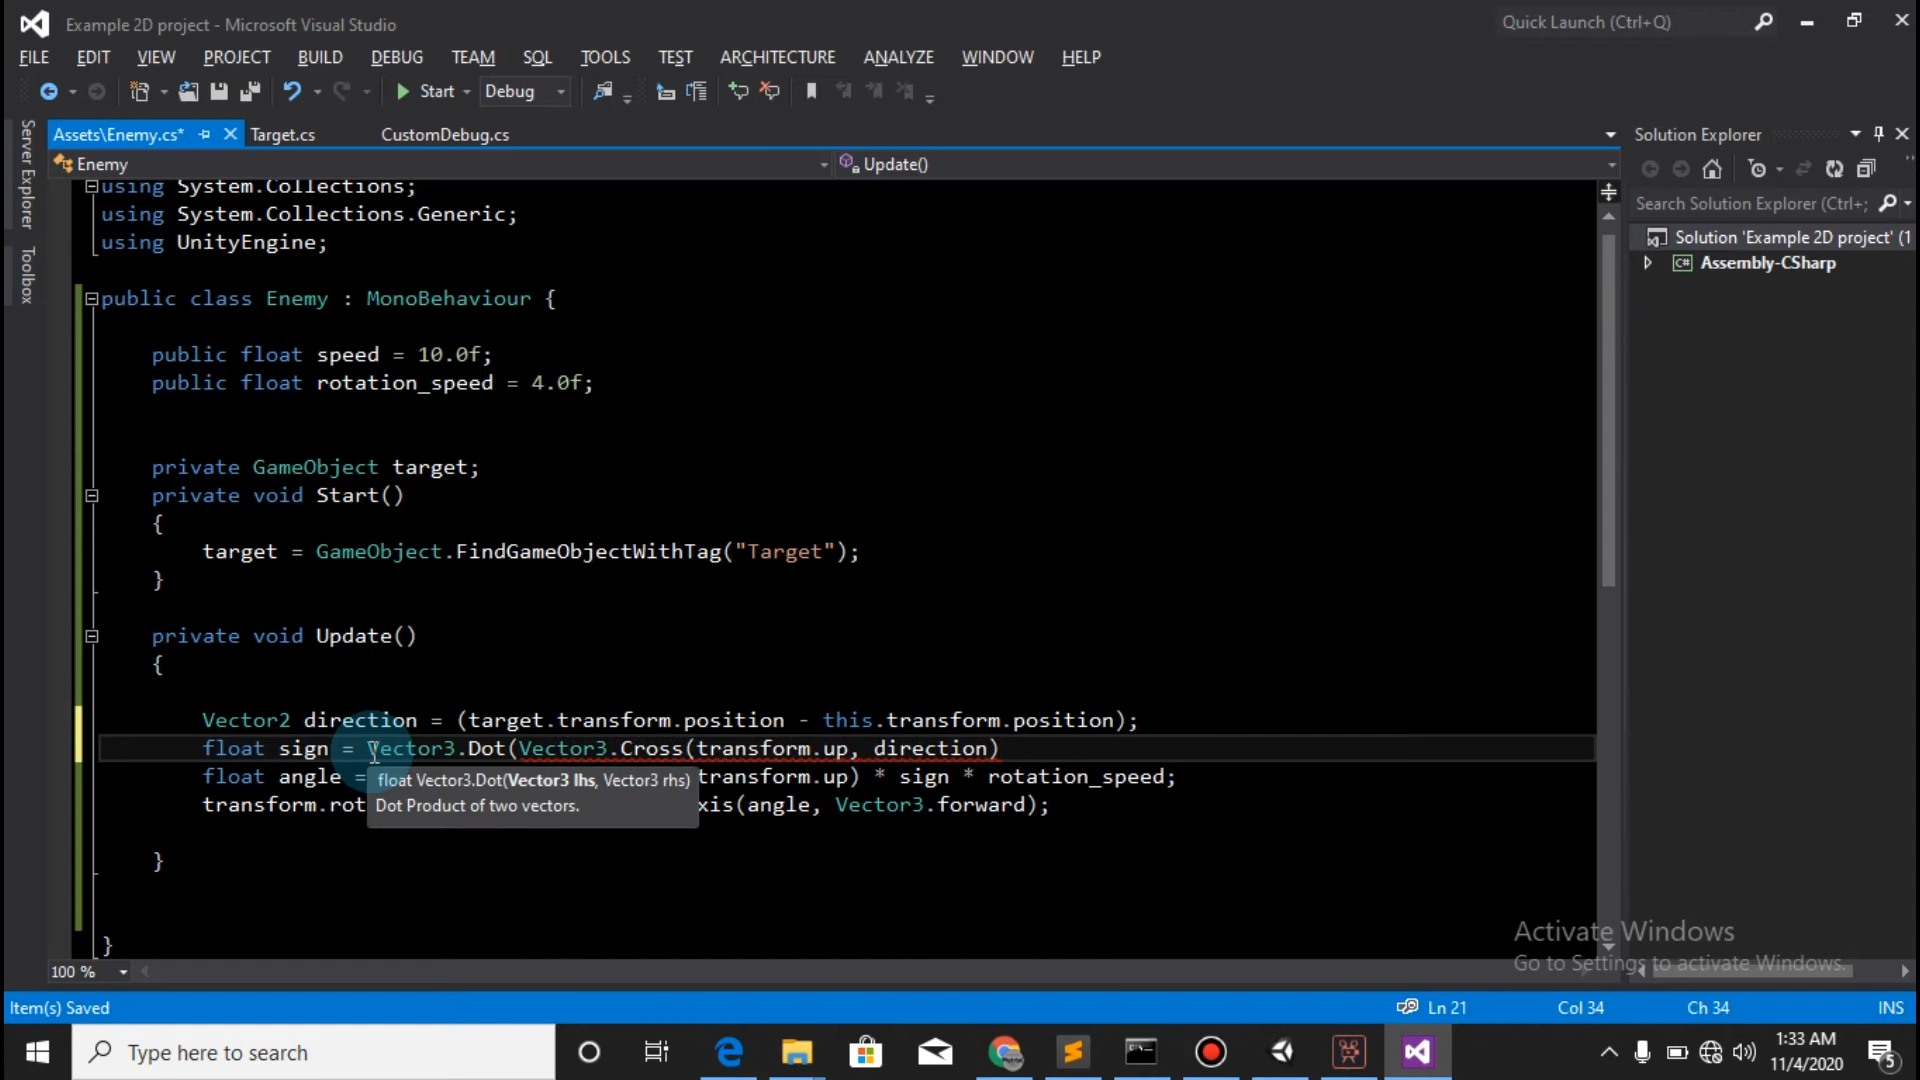 Example 2D project - Microsoft Visual Studio
Quick Launch (Ctrl+Q)
FILE EDIT VIEW PROJECT BUILD DEBUG TEAM SQL TOOLS TEST ARCHITECTURE ANALYZE WINDOW HELP
Start Debug
Server Explorer
Toolbox
Assets\Enemy.cs* Target.cs CustomDebug.cs
Enemy Update()
using System.Collections;
using System.Collections.Generic;
using UnityEngine;
public class Enemy : MonoBehaviour {
public float speed = 10.0f;
public float rotation_speed = 4.0f;
private GameObject target;
private void Start()
{
target = GameObject.FindGameObjectWithTag("Target");
}
private void Update()
{
Vector2 direction = (target.transform.position - this.transform.position);
float sign = Vector3.Dot(Vector3.Cross(transform.up, direction)
float angle = transform.up) * sign * rotation_speed;
float Vector3.Dot(Vector3 lhs, Vector3 rhs)
Dot Product of two vectors.
transform.rot xis(angle, Vector3.forward);
}
}
Solution Explorer
Search Solution Explorer (Ctrl+;
Solution 'Example 2D project' (1
C# Assembly-CSharp
Activate Windows
Go to Settings to activate Windows.
100 %
Item(s) Saved Ln 21 Col 34 Ch 34 INS
Type here to search
1:33 AM
11/4/2020
5